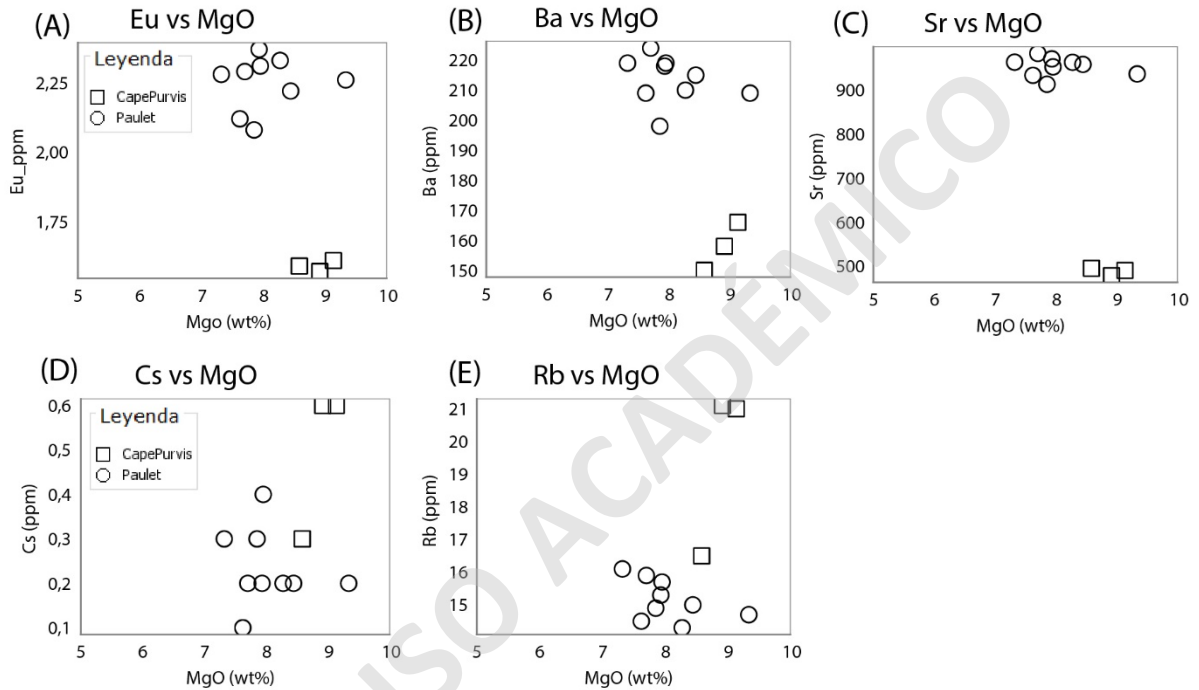 (A) Eu vs MgO
Leyenda
CapePurvis
Paulet
Eu_ppm
2,25
2,00
1,75
5 6 7 8 9 10
Mgo (wt%)
(B) Ba vs MgO
Ba (ppm)
220
210
200
190
180
170
160
150
5 6 7 8 9 10
MgO (wt%)
(C) Sr vs MgO
Sr (ppm)
900
800
700
600
500
5 6 7 8 9 10
MgO (wt%)
(D) Cs vs MgO
Leyenda
CapePurvis
Paulet
Cs (ppm)
0,6
0,5
0,4
0,3
0,2
0,1
5 6 7 8 9 10
MgO (wt%)
(E) Rb vs MgO
Rb (ppm)
21
20
19
18
17
16
15
5 6 7 8 9 10
MgO (wt%)
USO ACADÉMICO